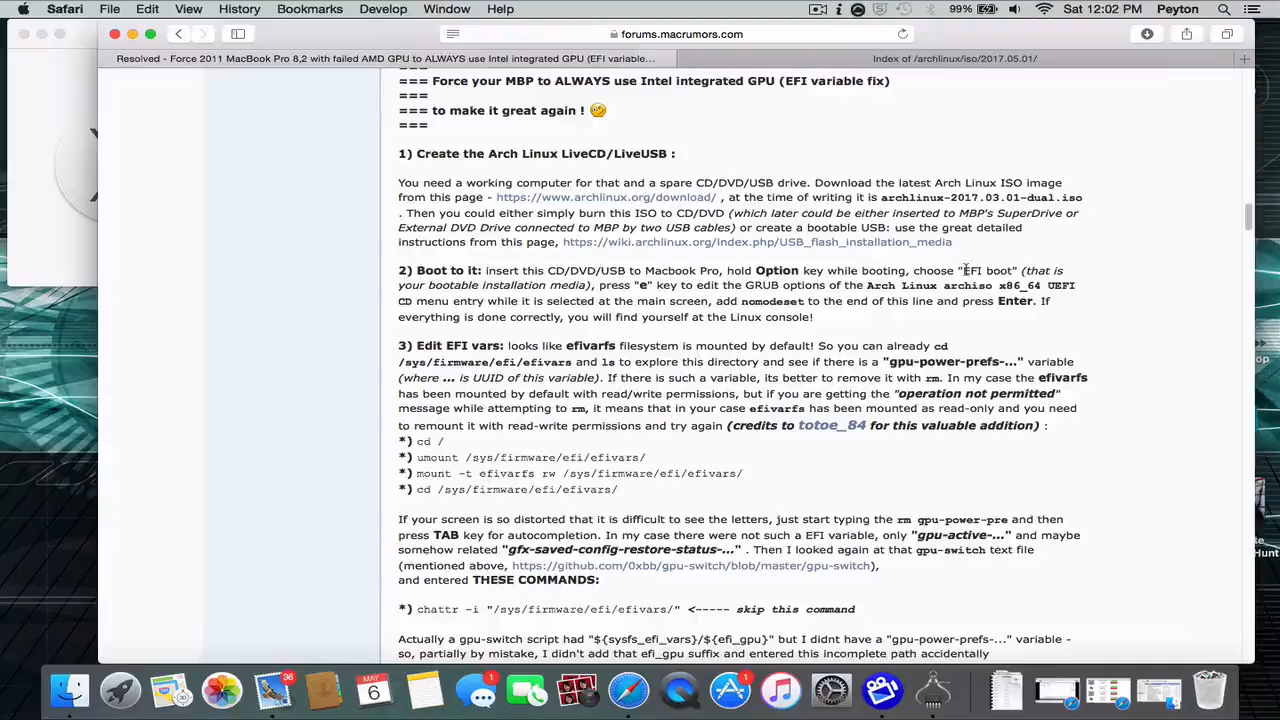 Safari File Edit View History Bookmarks Develop Window Help 99% Sat 12:02 PM Peyton
forums.macrumors.com
Resolved - Force 2011 MacBook Pro 8,2 with failed AMD GPU to ALWAYS use Intel integrated GPU (EFI variable... Index of /archlinux/iso/2017.05.01/
=== Force your MBP to ALWAYS use Intel integrated GPU (EFI variable fix)
===
=== to make it great again !
===
1) Create the Arch Linux LiveCD/LiveUSB :
You need a working computer for that and a spare CD/DVD/USB drive. Download the latest Arch Linux ISO image
from this page - https://www.archlinux.org/download/ , at the time of writing it is archlinux-2017.03.01-dual.iso
. Then you could either simply burn this ISO to CD/DVD (which later could be either inserted to MBP's SuperDrive or
External DVD Drive connected to MBP by two USB cables) or create a bootable USB: use the great detailed
instructions from this page, https://wiki.archlinux.org/index.php/USB_flash_installation_media
2) Boot to it: insert this CD/DVD/USB to Macbook Pro, hold Option key while booting, choose "EFI boot" (that is
your bootable installation media), press "e" key to edit the GRUB options of the Arch Linux archiso x86_64 UEFI
CD menu entry while it is selected at the main screen, add nomodeset to the end of this line and press Enter. If
everything is done correctly, you will find yourself at the Linux console!
3) Edit EFI vars: looks like efivarfs filesystem is mounted by default! So you can already cd
/sys/firmware/efi/efivars/ and ls to explore this directory and see if there is a "gpu-power-prefs-..." variable
(where ... is UUID of this variable). If there is such a variable, its better to remove it with rm. In my case the efivarfs
has been mounted by default with read/write permissions, but if you are getting the "operation not permitted"
message while attempting to rm, it means that in your case efivarfs has been mounted as read-only and you need
to remount it with read-write permissions and try again (credits to totoe_84 for this valuable addition) :
*) cd /
*) umount /sys/firmware/efi/efivars/
*) mount -t efivarfs rw /sys/firmware/efi/efivars/
*) cd /sys/firmware/efi/efivars/
If your screen is so distorted that it is difficult to see the letters, just start typing the rm gpu-power-pre and then
press TAB key for autocompletion. In my case there were not such a EFI variable, only "gpu-active-..." and maybe
somehow related "gfx-saved-config-restore-status-..." . Then I looked again at that gpu-switch text file
(mentioned above, https://github.com/0xbb/gpu-switch/blob/master/gpu-switch),
and entered THESE COMMANDS:
*) chattr -i "/sys/firmware/efi/efivars/" <----- skip this command
Actually a gpu-switch script told "${sysfs_efi_vars}/${efi_gpu}" but I didnt have a "gpu-power-prefs-..." variable -
so, partially by mistake, I didnt add that efi_gpu suffix and entered this incomplete path accidentally
36
MAY
6
op
te
Hunt